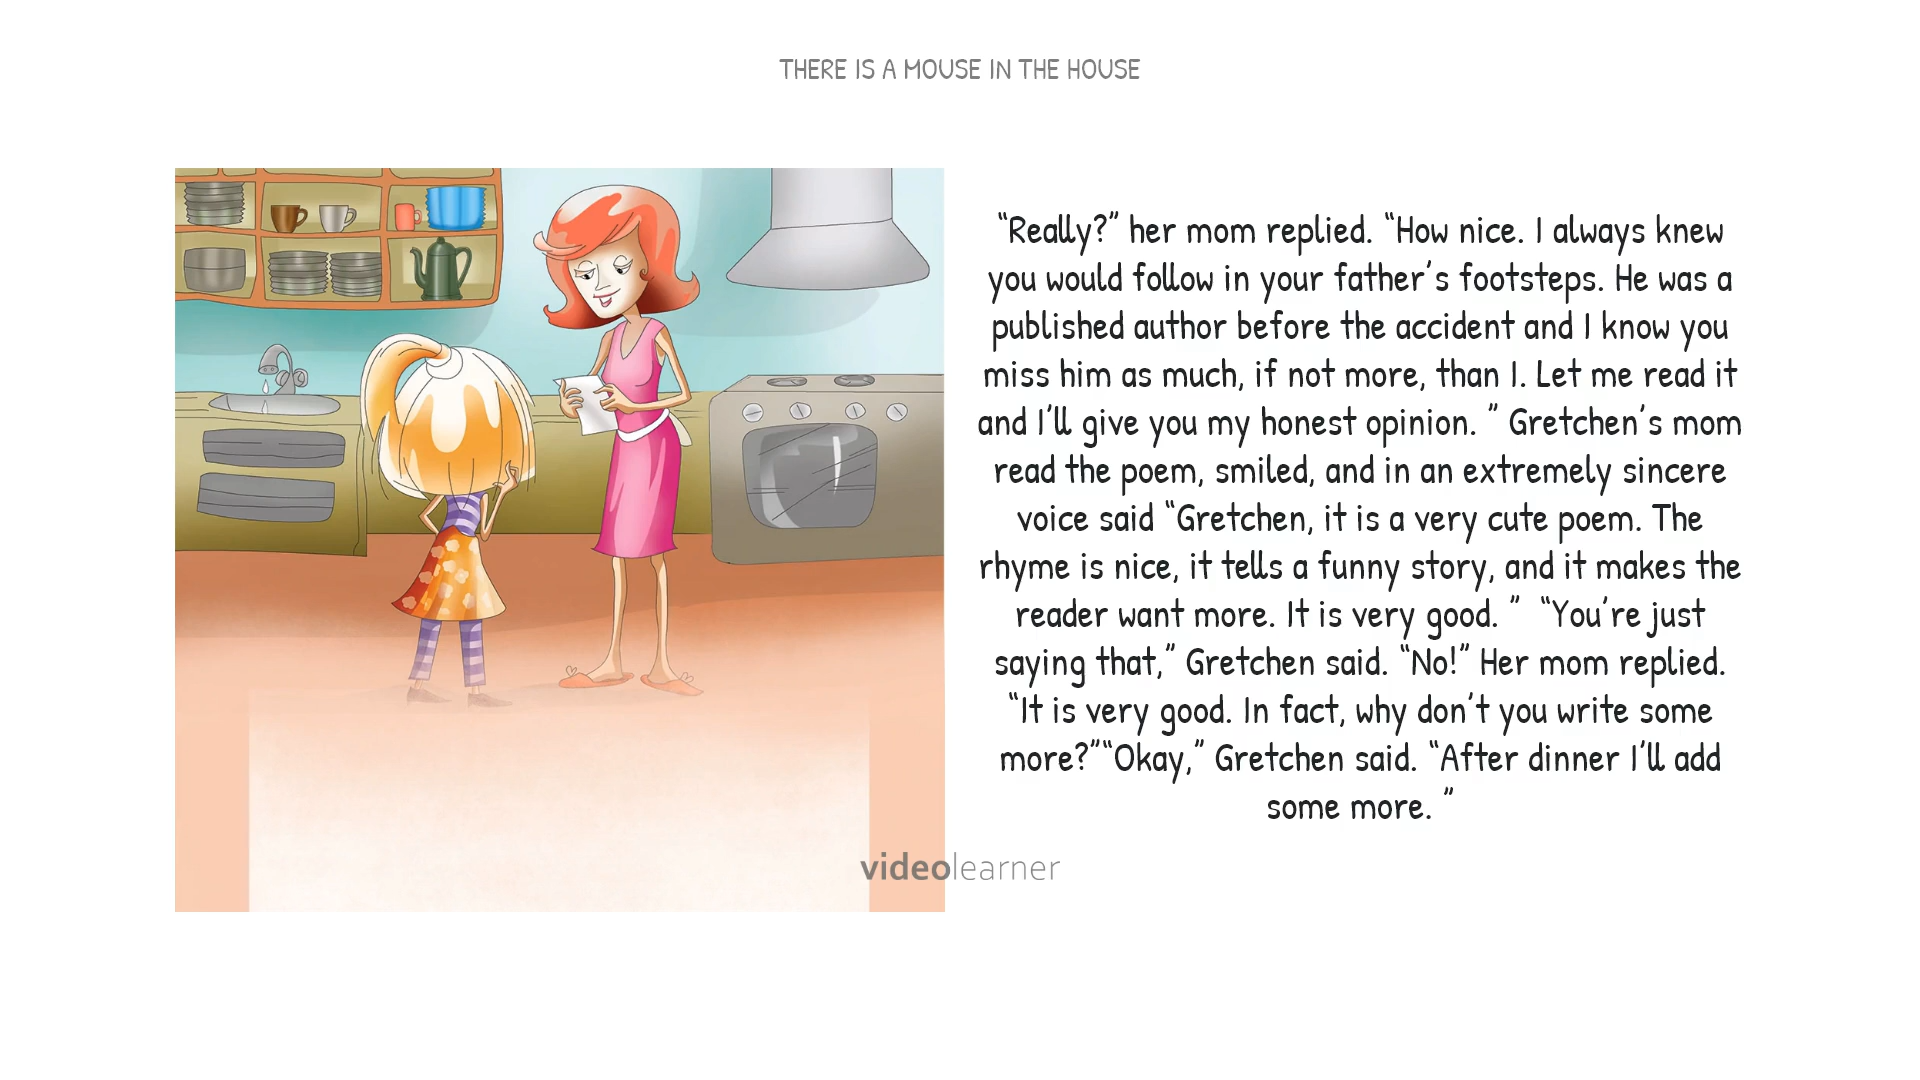 THERE IS A MOUSE IN THE HOUSE
“Really?” her mom replied. “How nice. I always knew
you would follow in your father’s footsteps. He was a
published author before the accident and I know you
miss him as much, if not more, than I. Let me read it
and I’ll give you my honest opinion. ” Gretchen’s mom
read the poem, smiled, and in an extremely sincere
voice said “Gretchen, it is a very cute poem. The
rhyme is nice, it tells a funny story, and it makes the
reader want more. It is very good. ”  “You’re just
saying that,” Gretchen said. “No!” Her mom replied.
“It is very good. In fact, why don’t you write some
more?”“Okay,” Gretchen said. “After dinner I’ll add
some more. ”
videolearner